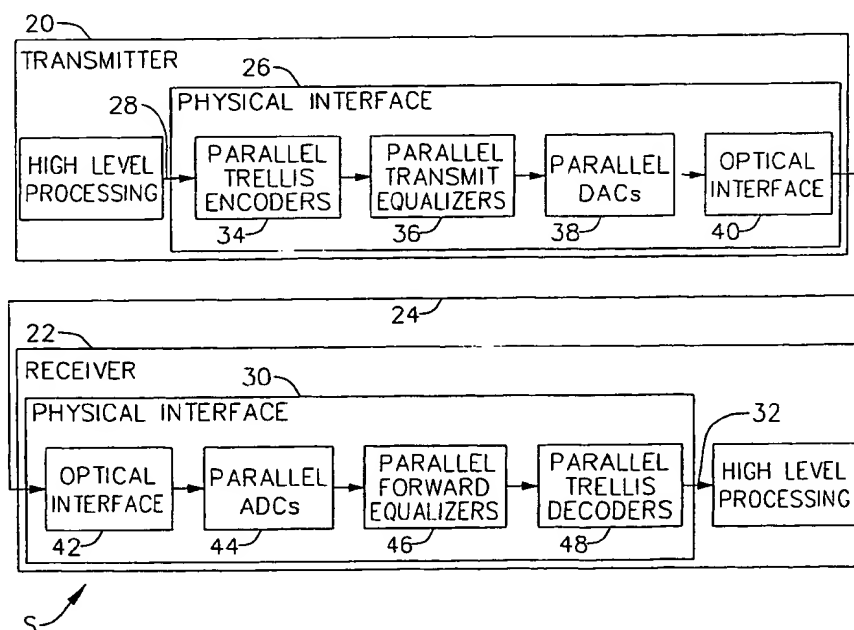 20
TRANSMITTER
26
28
PHYSICAL INTERFACE
HIGH LEVEL
PROCESSING
PARALLEL
TRELLIS
ENCODERS
34
PARALLEL
TRANSMIT
EQUALIZERS
36
PARALLEL
DACs
38
OPTICAL
INTERFACE
40
24
22
RECEIVER
30
PHYSICAL INTERFACE
32
OPTICAL
INTERFACE
42
PARALLEL
ADCs
44
PARALLEL
FORWARD
EQUALIZERS
46
PARALLEL
TRELLIS
DECODERS
48
HIGH LEVEL
PROCESSING
S